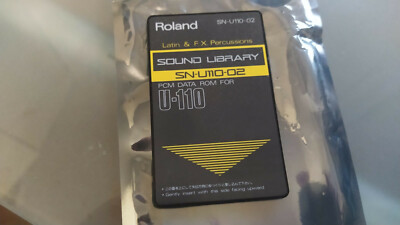 Roland SN-U110-02
Latin & F.X. Percussions
SOUND LIBRARY
SN-U110-02
PCM DATA ROM FOR
U-110
• Gently insert with this side facing upward.